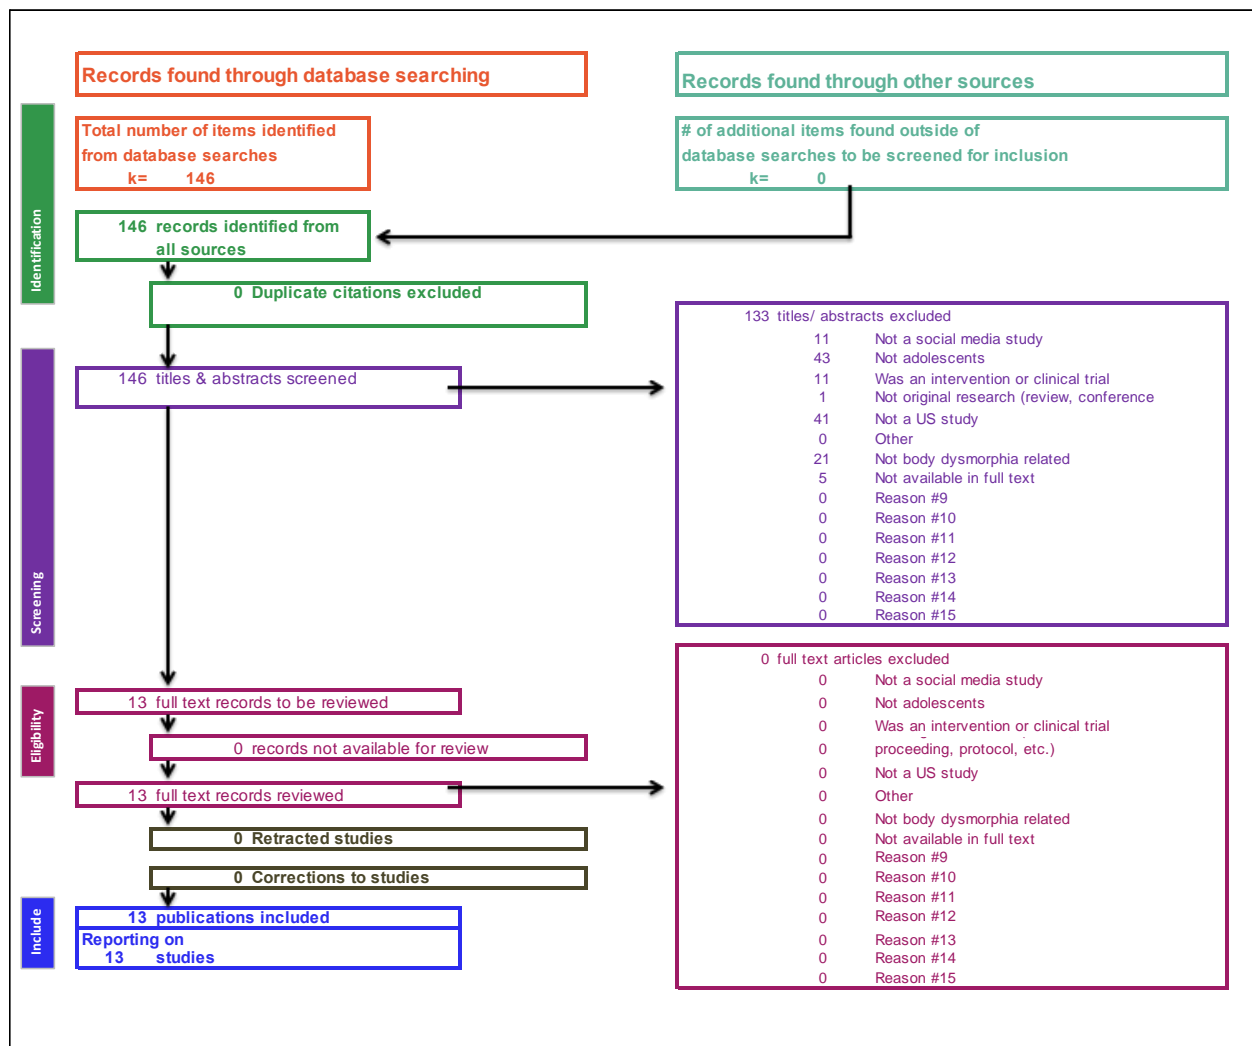 Records found through database searching
Records found through other sources
Identification
Total number of items identified
from database searches
k= 146
# of additional items found outside of
database searches to be screened for inclusion
k= 0
146 records identified from
all sources
0 Duplicate citations excluded
Screening
146 titles & abstracts screened
133 titles/ abstracts excluded
11 Not a social media study
43 Not adolescents
11 Was an intervention or clinical trial
1 Not original research (review, conference
41 Not a US study
0 Other
21 Not body dysmorphia related
5 Not available in full text
0 Reason #9
0 Reason #10
0 Reason #11
0 Reason #12
0 Reason #13
0 Reason #14
0 Reason #15
Eligibility
13 full text records to be reviewed
0 records not available for review
13 full text records reviewed
0 full text articles excluded
0 Not a social media study
0 Not adolescents
0 Was an intervention or clinical trial
0 proceeding, protocol, etc.)
0 Not a US study
0 Other
0 Not body dysmorphia related
0 Not available in full text
0 Reason #9
0 Reason #10
0 Reason #11
0 Reason #12
0 Reason #13
0 Reason #14
0 Reason #15
0 Retracted studies
0 Corrections to studies
Include
13 publications included
Reporting on
13 studies